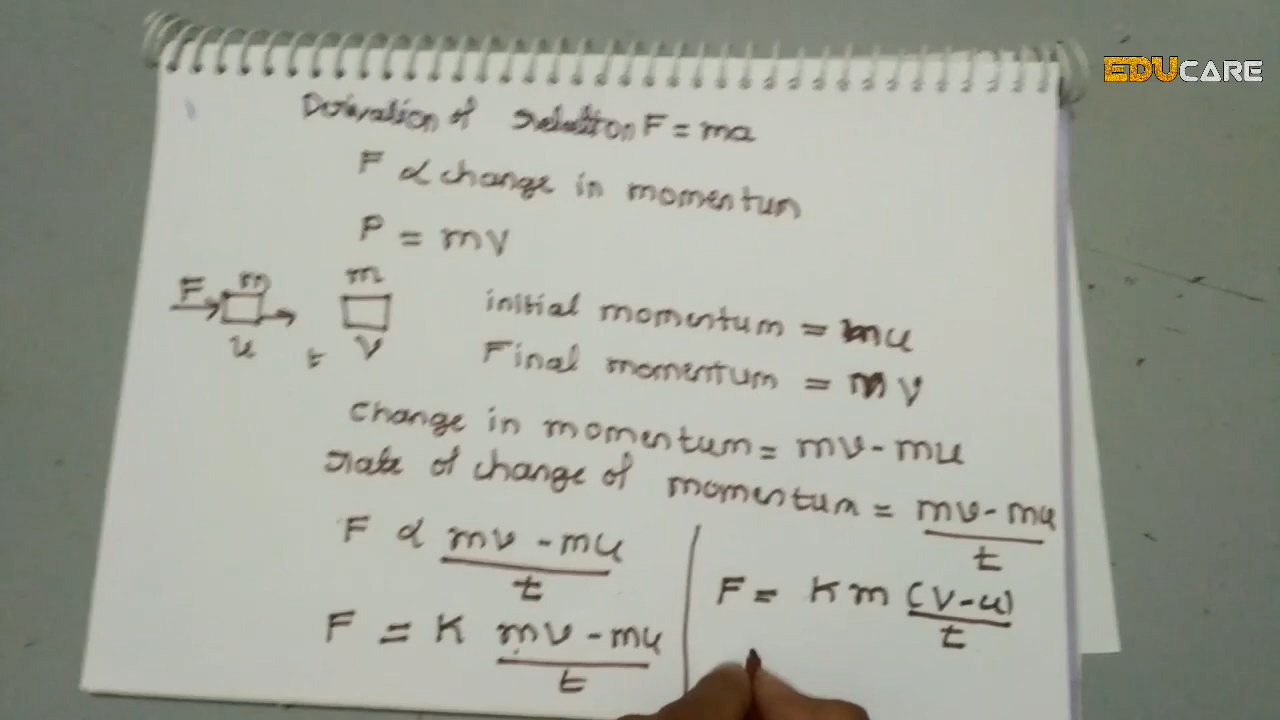 EDUCARE
Derivation of relation F = ma
F ∝ change in momentum
P = mv
F m m
u t v
initial momentum = mu
Final momentum = mv
change in momentum = mv - mu
rate of change of momentum = mv - mu / t
F ∝ mv - mu / t
F = K mv - mu / t
F = K m (v-u) / t